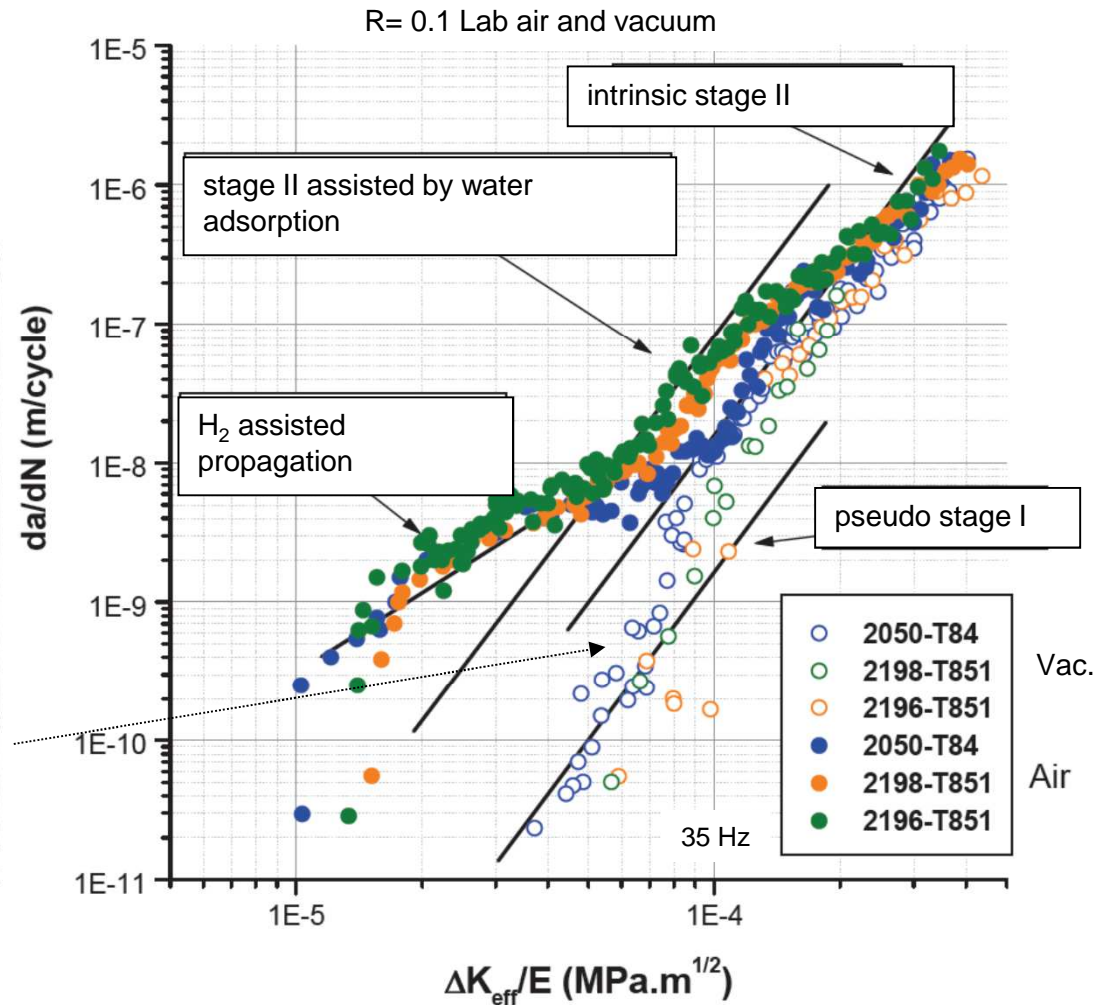 R= 0.1 Lab air and vacuum
1E-5
intrinsic stage II
stage II assisted by water
adsorption
1E-6
1E-7
H₂ assisted
propagation
1E-8
pseudo stage I
1E-9
1E-10
1E-11
da/dN (m/cycle)
2050-T84
2198-T851
2196-T851
Vac.
2050-T84
2198-T851
2196-T851
Air
35 Hz
1E-5
1E-4
ΔK_eff/E (MPa.m^1/2)